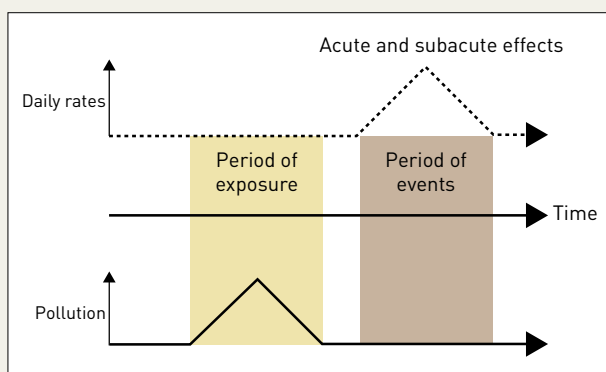 Acute and subacute effects
Daily rates
Period of
exposure
Period of
events
Time
Pollution